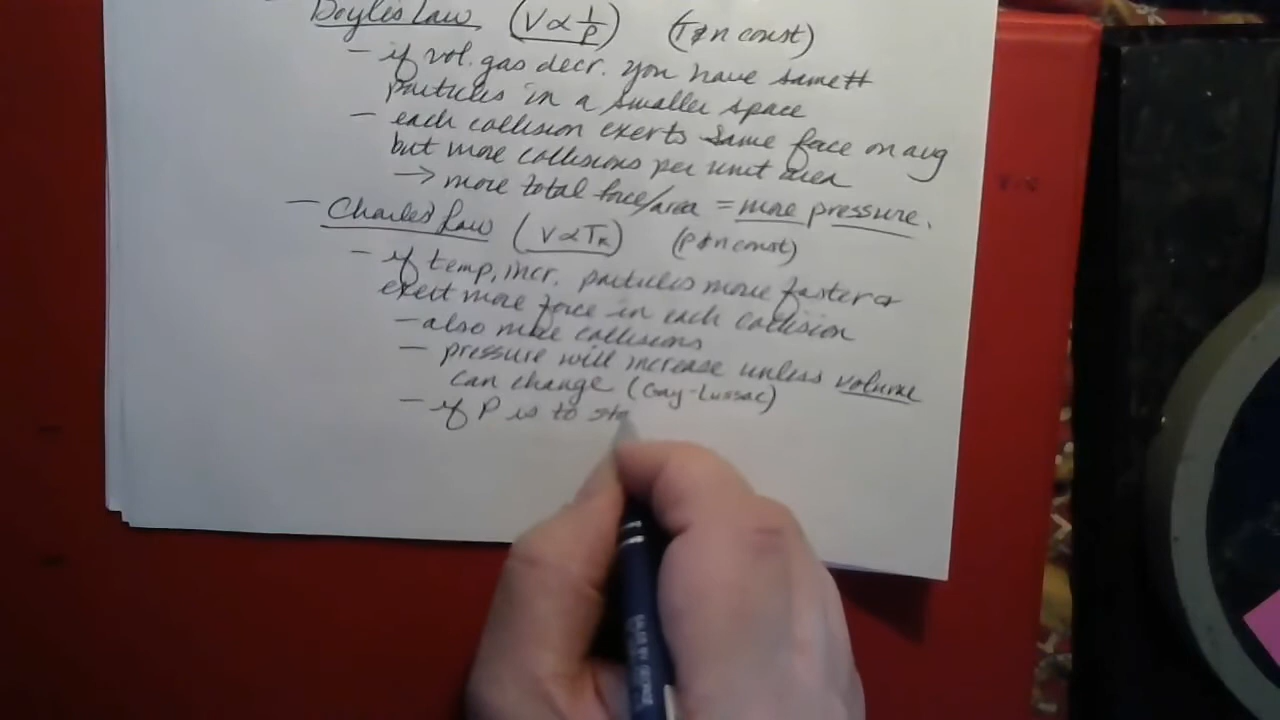 Boyles Law (V ∝ 1/P) (T & n const)
- if vol. gas decr. you have same #
particles in a smaller space
- each collision exerts same force on avg
but more collisions per unit area
→ more total force/area = more pressure.
- Charles' Law (V ∝ TK) (P & n const)
- if temp, incr. particles move faster &
exert more force in each collision
- also more collisions
- pressure will increase unless volume
can change (Gay-Lussac)
- if P is to sta